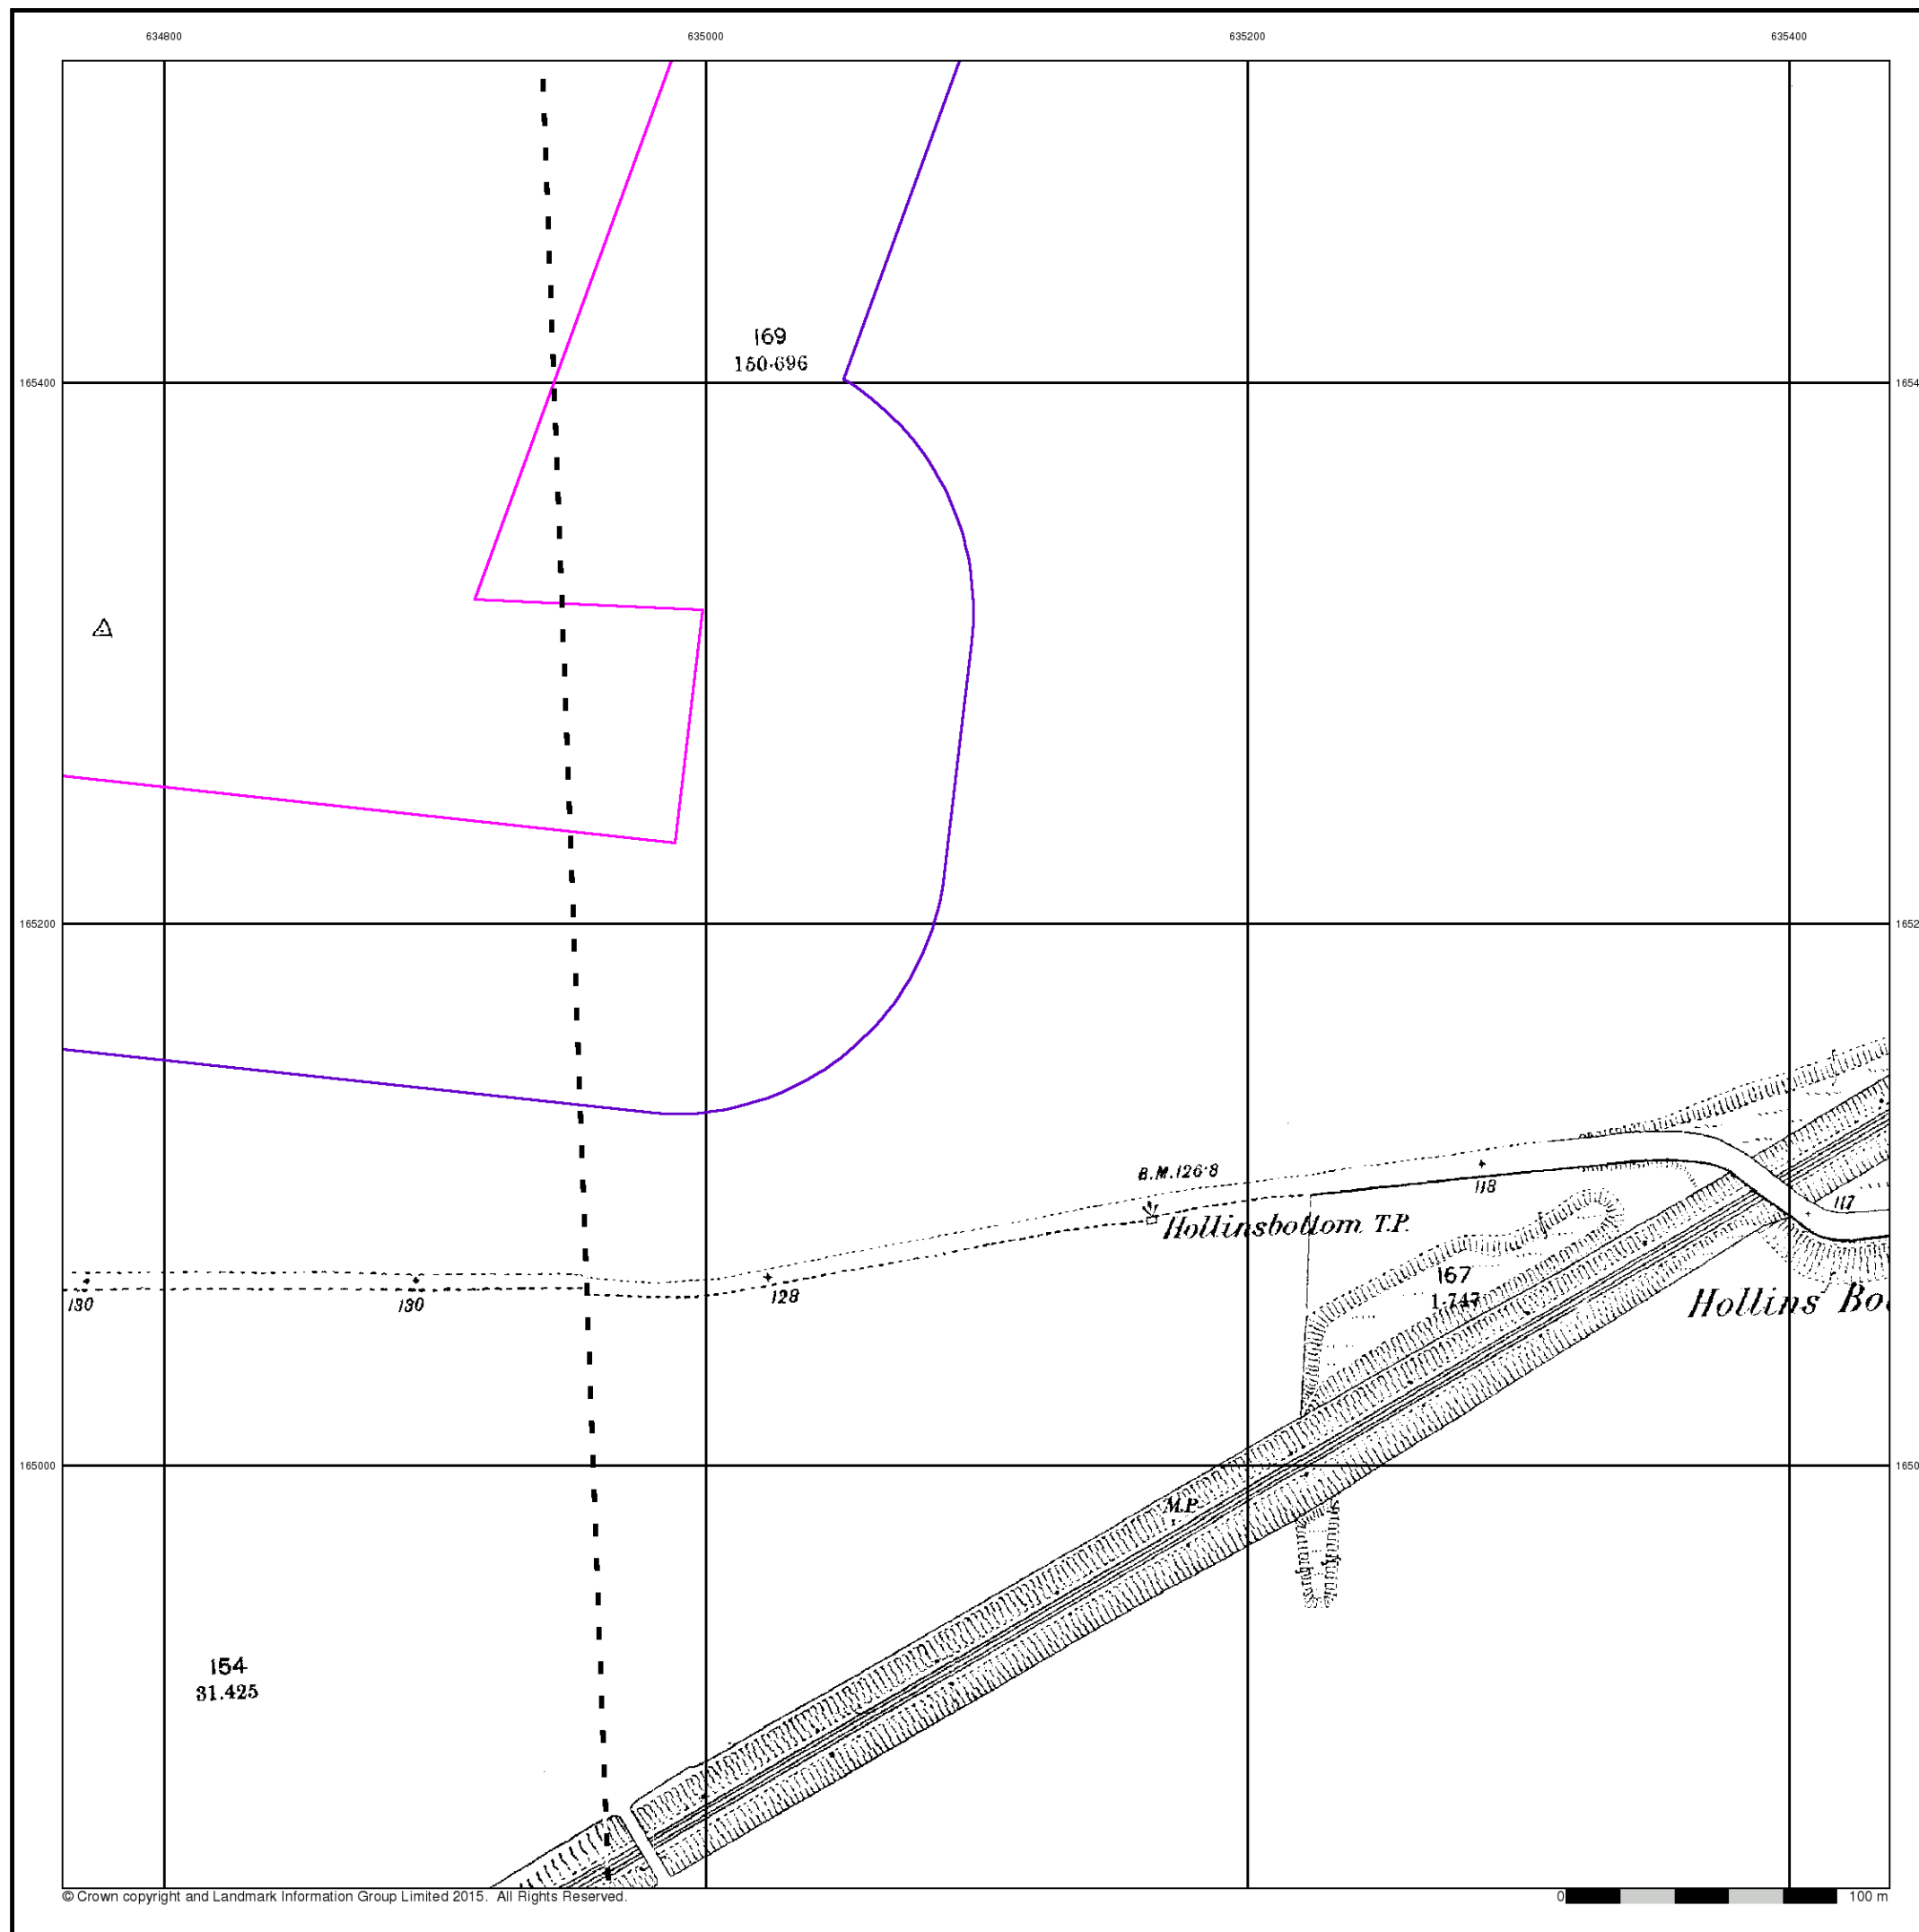 634800 635000 635200 635400
169
150·696
165400
165200
B.M.126·8
118
117
Hollinsbottom T.P.
130 130 128
167
1.747
Hollins
165000
M.P.
154
31.425
© Crown copyright and Landmark Information Group Limited 2015. All Rights Reserved.
0 100 m